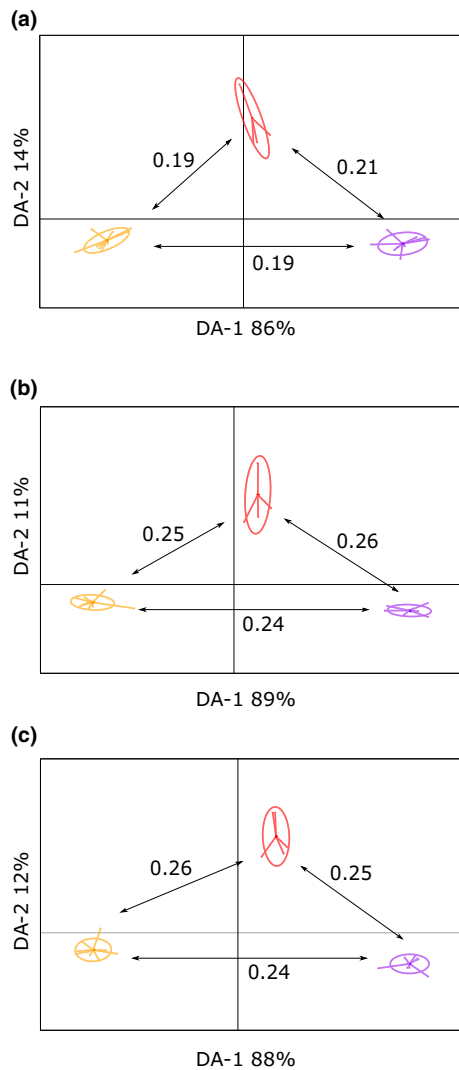 (a)
DA-2 14%
0.19
0.21
0.19
DA-1 86%
(b)
DA-2 11%
0.25
0.26
0.24
DA-1 89%
(c)
DA-2 12%
0.26
0.25
0.24
DA-1 88%